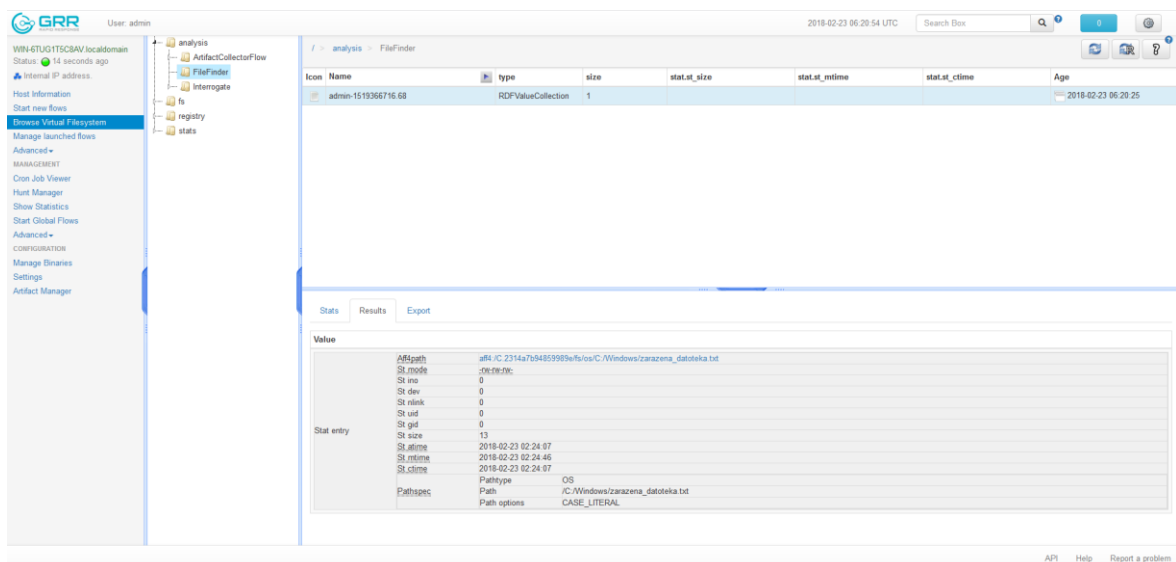 GRR
User: admin
2018-02-23 06:20:54 UTC
Search Box
0
WIN-6TUG1T5C8AV.localdomain
Status: 14 seconds ago
Internal IP address.
Host Information
Start new flows
Browse Virtual Filesystem
Manage launched flows
Advanced
MANAGEMENT
Cron Job Viewer
Hunt Manager
Show Statistics
Start Global Flows
Advanced
CONFIGURATION
Manage Binaries
Settings
Artifact Manager
analysis
ArtifactCollectorFlow
FileFinder
Interrogate
fs
registry
stats
/ > analysis > FileFinder
Icon Name type size stat.st_size stat.st_mtime stat.st_ctime Age
admin-1519366716.68 RDFValueCollection 1 2018-02-23 06:20:25
Stats Results Export
Value
Stat entry
Aff4path aff4:/C.2314a7b94859989e/fs/os/C:/Windows/zarazena_datoteka.txt
St mode -rw-rw-rw-
St ino 0
St dev 0
St nlink 0
St uid 0
St gid 0
St size 13
St atime 2018-02-23 02:24:07
St mtime 2018-02-23 02:24:46
St ctime 2018-02-23 02:24:07
Pathspec
Pathtype OS
Path /C:/Windows/zarazena_datoteka.txt
Path options CASE_LITERAL
API Help Report a problem